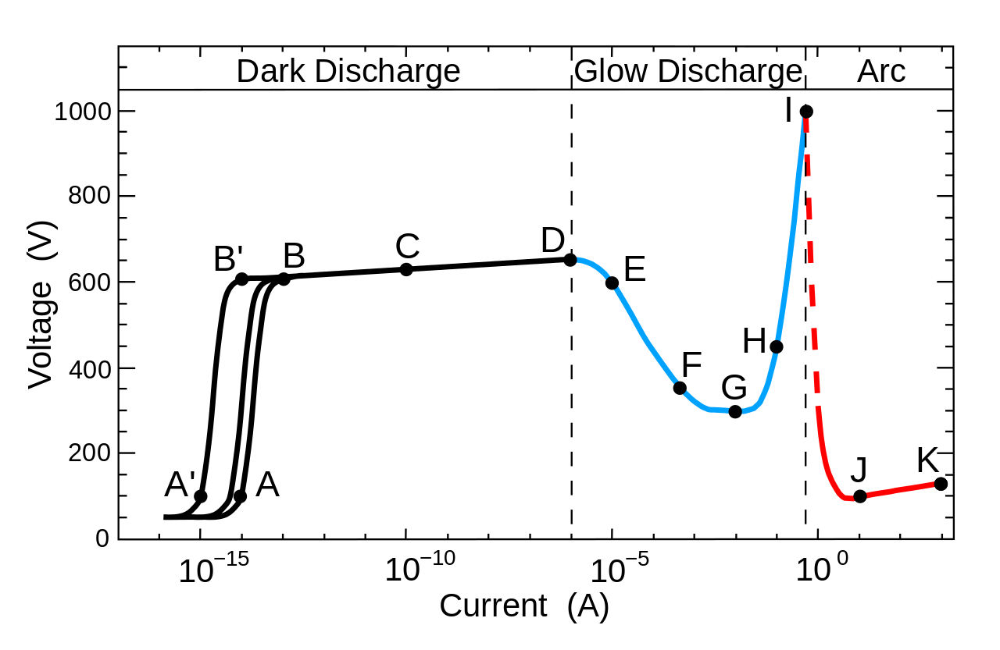 Dark Discharge Glow Discharge Arc
1000
I
800
D
B' B C
E
600
Voltage (V)
H
F
400
G
200
K
J
A' A
0
10⁻¹⁵ 10⁻¹⁰ 10⁻⁵ 10⁰
Current (A)